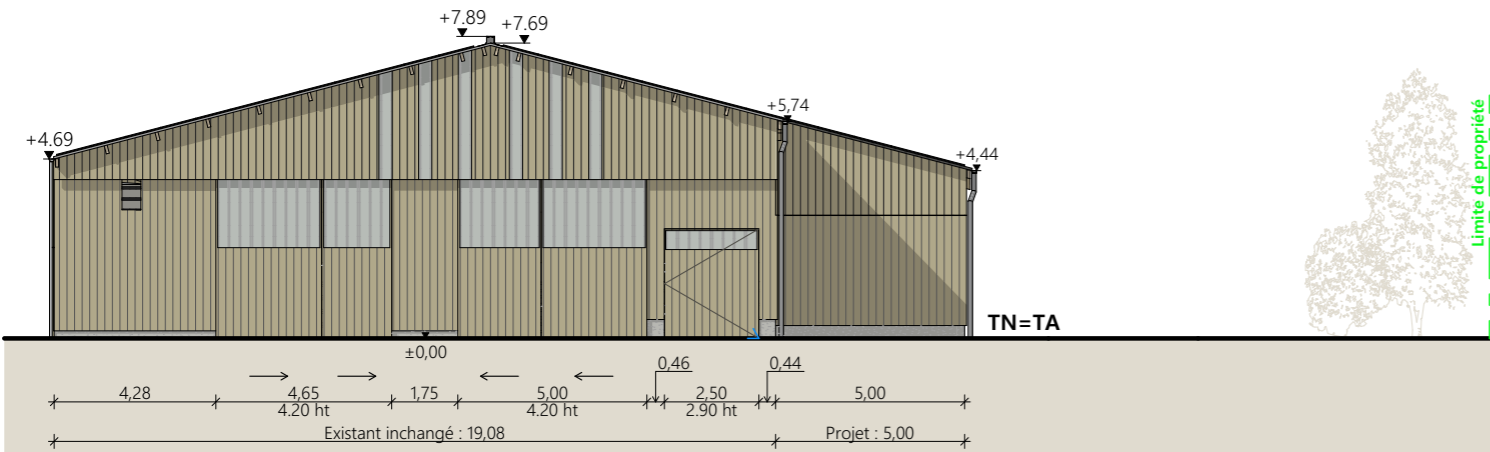 +7.89
+7.69
+5,74
+4.69
+4,44
Limite de propriété
TN=TA
±0,00
0,46
0,44
4,28
4,65
1,75
5,00
2,50
5,00
4.20 ht
4.20 ht
2.90 ht
Existant inchangé : 19,08
Projet : 5,00